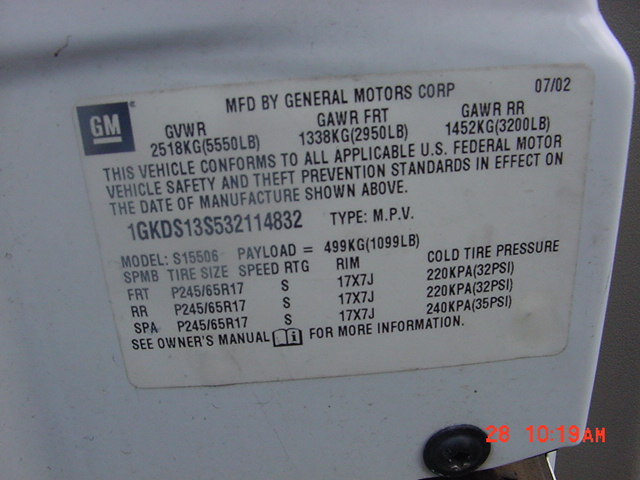 MFD BY GENERAL MOTORS CORP 07/02
GM
GVWR GAWR FRT GAWR RR
2518KG(5550LB) 1338KG(2950LB) 1452KG(3200LB)
THIS VEHICLE CONFORMS TO ALL APPLICABLE U.S. FEDERAL MOTOR
VEHICLE SAFETY AND THEFT PREVENTION STANDARDS IN EFFECT ON
THE DATE OF MANUFACTURE SHOWN ABOVE.
1GKDS13S532114832 TYPE: M.P.V.
MODEL: S15506 PAYLOAD = 499KG(1099LB)
SPMB TIRE SIZE SPEED RTG RIM COLD TIRE PRESSURE
FRT P245/65R17 S 17X7J 220KPA(32PSI)
RR P245/65R17 S 17X7J 220KPA(32PSI)
SPA P245/65R17 S 17X7J 240KPA(35PSI)
SEE OWNER'S MANUAL FOR MORE INFORMATION.
28 10:19AM